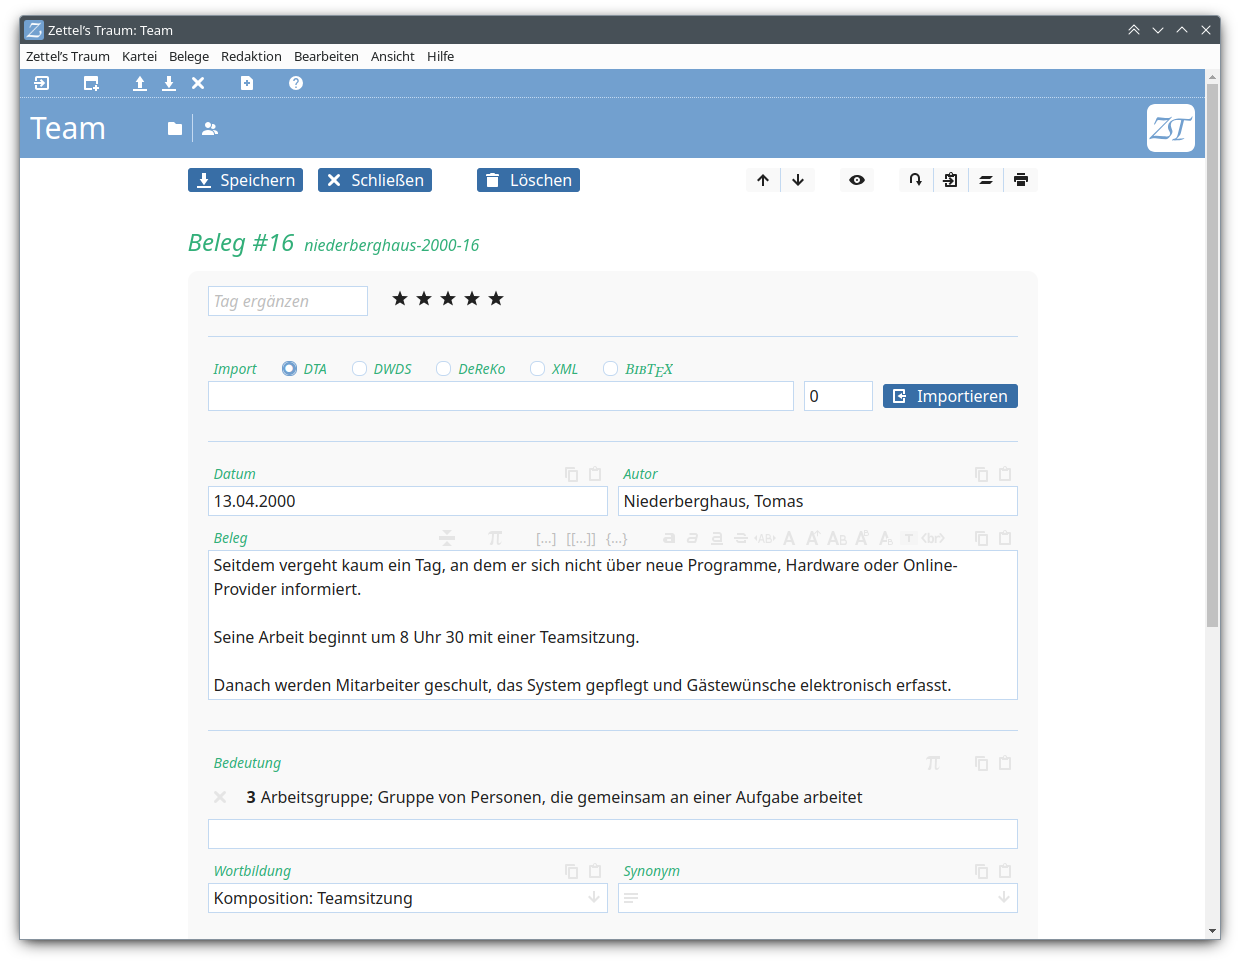 Zettel’s Traum: Team
Zettel’s Traum Kartei Belege Redaktion Bearbeiten Ansicht Hilfe
Team
ZT
Speichern Schließen Löschen
Beleg #16 niederberghaus-2000-16
Tag ergänzen
Import DTA DWDS DeReKo XML BIBTEX
0 Importieren
Datum Autor
13.04.2000 Niederberghaus, Tomas
Beleg π [...] [[...]] {...} a a a S ‹AB› A A AB A A T ‹br›
Seitdem vergeht kaum ein Tag, an dem er sich nicht über neue Programme, Hardware oder Online-
Provider informiert.
Seine Arbeit beginnt um 8 Uhr 30 mit einer Teamsitzung.
Danach werden Mitarbeiter geschult, das System gepflegt und Gästewünsche elektronisch erfasst.
Bedeutung π
3 Arbeitsgruppe; Gruppe von Personen, die gemeinsam an einer Aufgabe arbeitet
Wortbildung Synonym
Komposition: Teamsitzung